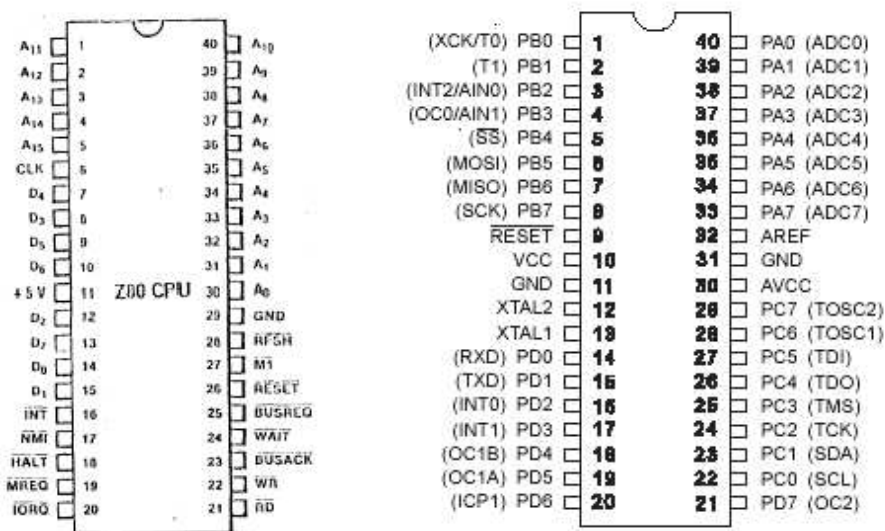 A11 1 40 A10
A12 2 39 A9
A13 3 38 A8
A14 4 37 A7
A15 5 36 A6
CLK 6 35 A5
D4 7 34 A4
D3 8 33 A3
D5 9 32 A2
D6 10 31 A1
+5V 11 Z80 CPU 30 A0
D2 12 29 GND
D7 13 28 RFSH
D0 14 27 M1
D1 15 26 RESET
INT 16 25 BUSREQ
NMI 17 24 WAIT
HALT 18 23 BUSACK
MREQ 19 22 WR
IORQ 20 21 RD
(XCK/T0) PB0 1 40 PA0 (ADC0)
(T1) PB1 2 39 PA1 (ADC1)
(INT2/AIN0) PB2 3 38 PA2 (ADC2)
(OC0/AIN1) PB3 4 37 PA3 (ADC3)
(SS) PB4 5 36 PA4 (ADC4)
(MOSI) PB5 6 35 PA5 (ADC5)
(MISO) PB6 7 34 PA6 (ADC6)
(SCK) PB7 8 33 PA7 (ADC7)
RESET 9 32 AREF
VCC 10 31 GND
GND 11 30 AVCC
XTAL2 12 29 PC7 (TOSC2)
XTAL1 13 28 PC6 (TOSC1)
(RXD) PD0 14 27 PC5 (TDI)
(TXD) PD1 15 26 PC4 (TDO)
(INT0) PD2 16 25 PC3 (TMS)
(INT1) PD3 17 24 PC2 (TCK)
(OC1B) PD4 18 23 PC1 (SDA)
(OC1A) PD5 19 22 PC0 (SCL)
(ICP1) PD6 20 21 PD7 (OC2)